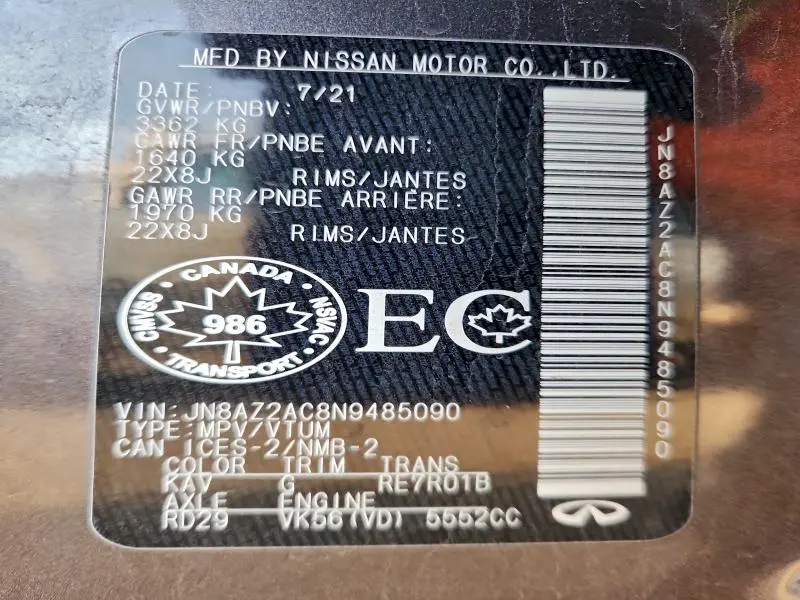 MFD BY NISSAN MOTOR CO.,LTD.
DATE: 7/21
GVWR/PNBV:
3362 KG
GAWR FR/PNBE AVANT:
1640 KG
22X8J RIMS/JANTES
GAWR RR/PNBE ARRIÈRE:
1970 KG
22X8J RIMS/JANTES
CANADA
CMVSS
986
NSVAC
TRANSPORT
EC
VIN:JN8AZ2AC8N9485090
TYPE:MPV/VTUM
CAN ICES-2/NMB-2
COLOR TRIM TRANS
KAV G RE7R01B
AXLE ENGINE
RD29 VK56(VD) 5552CC
JN8AZ2AC8N9485090